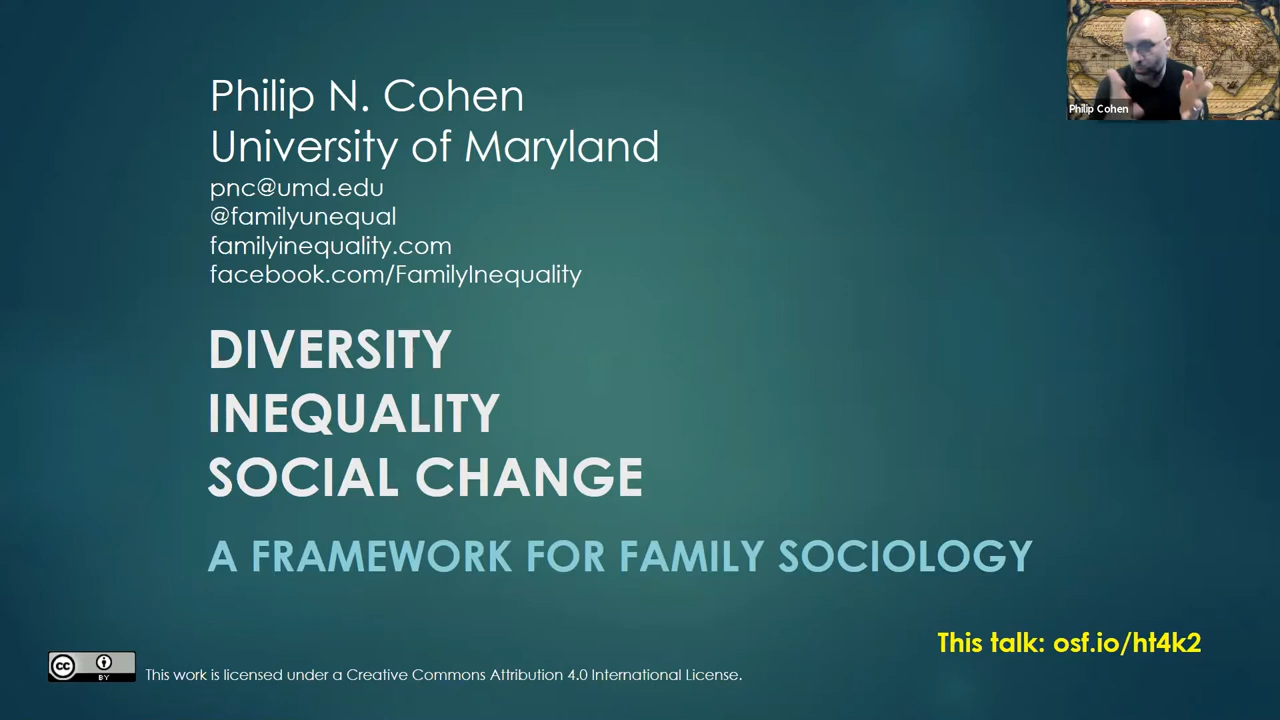 Philip N. Cohen
University of Maryland
pnc@umd.edu
@familyunequal
familyinequality.com
facebook.com/FamilyInequality
Philip Cohen
DIVERSITY
INEQUALITY
SOCIAL CHANGE
A FRAMEWORK FOR FAMILY SOCIOLOGY
This talk: osf.io/ht4k2
cc
BY
This work is licensed under a Creative Commons Attribution 4.0 International License.